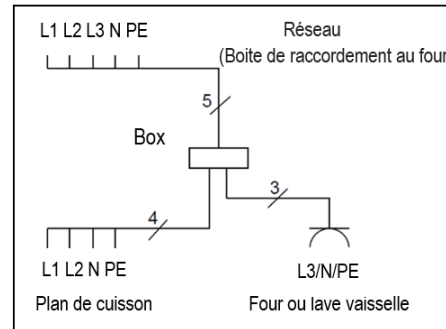 L1 L2 L3 N PE
Réseau
(Boite de raccordement au four
5
Box
3
4
L1 L2 N PE
L3/N/PE
Plan de cuisson
Four ou lave vaisselle